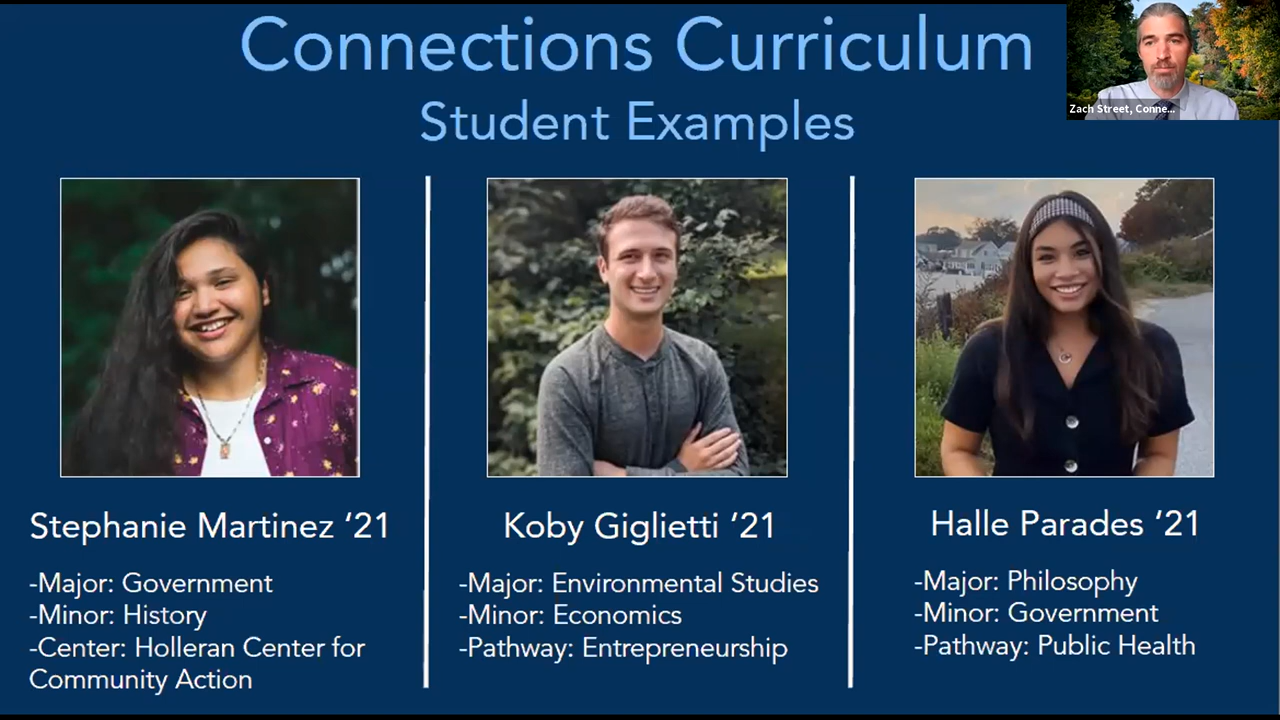 Connections Curriculum
Student Examples
Zach Street, Conne...
Stephanie Martinez ‘21
-Major: Government
-Minor: History
-Center: Holleran Center for
Community Action
Koby Giglietti ‘21
-Major: Environmental Studies
-Minor: Economics
-Pathway: Entrepreneurship
Halle Parades ‘21
-Major: Philosophy
-Minor: Government
-Pathway: Public Health